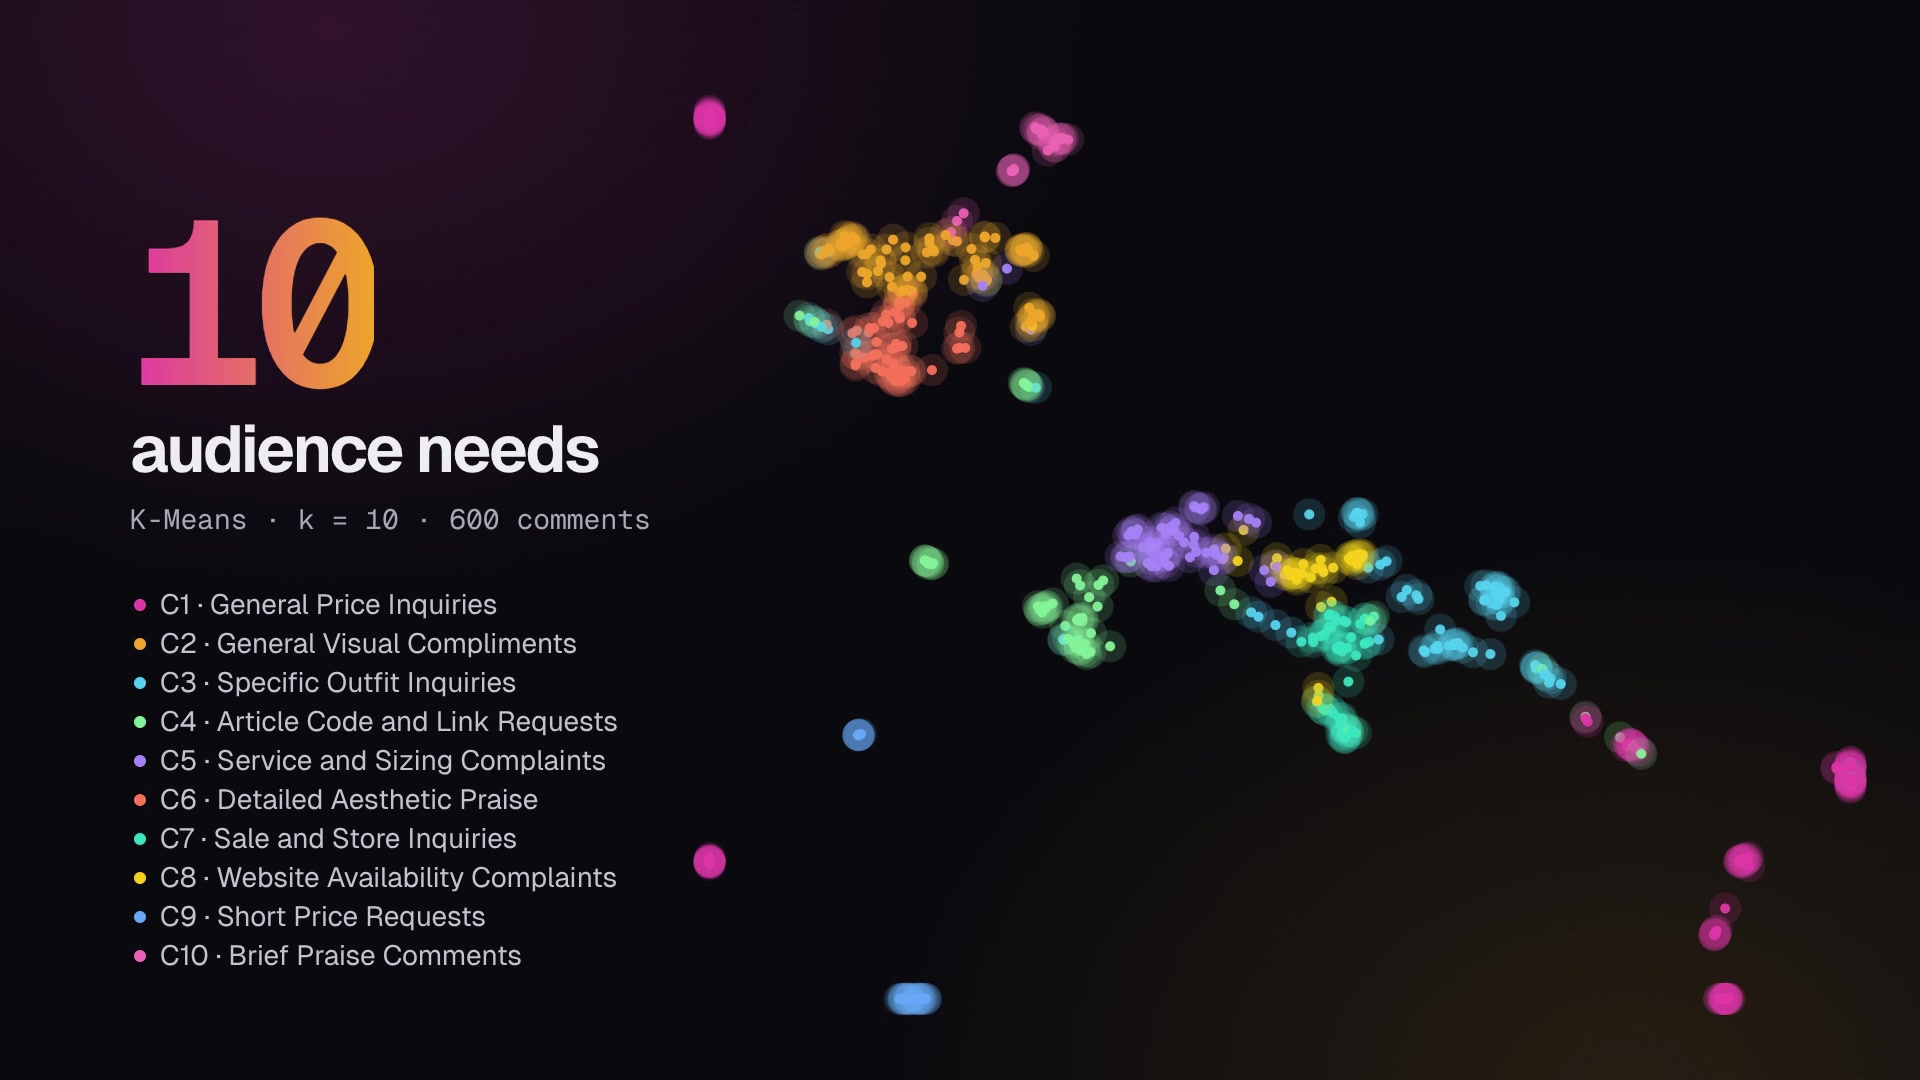 10
audience needs
K-Means · k = 10 · 600 comments
C1 · General Price Inquiries
C2 · General Visual Compliments
C3 · Specific Outfit Inquiries
C4 · Article Code and Link Requests
C5 · Service and Sizing Complaints
C6 · Detailed Aesthetic Praise
C7 · Sale and Store Inquiries
C8 · Website Availability Complaints
C9 · Short Price Requests
C10 · Brief Praise Comments